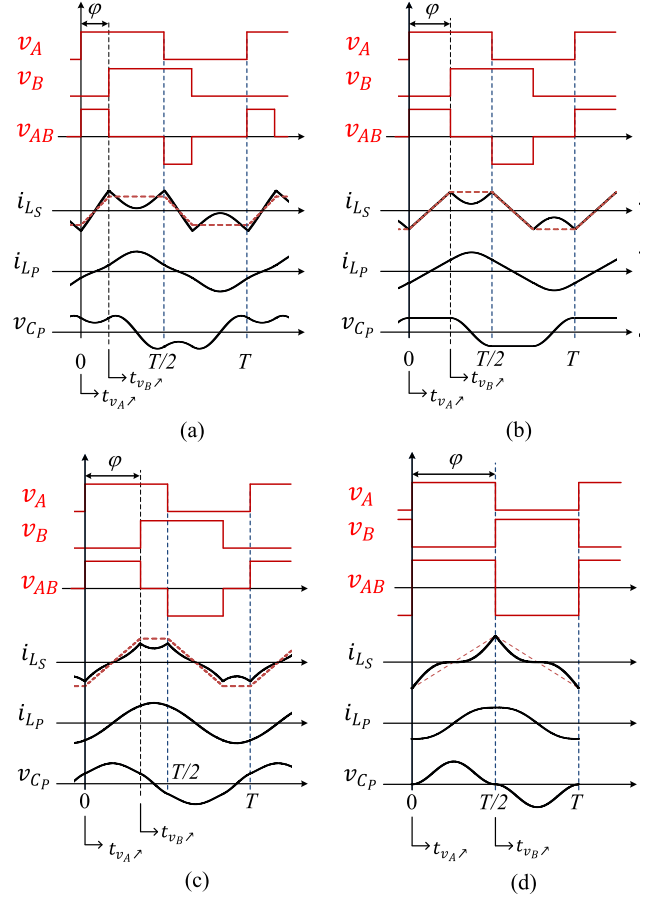 φ φ
v_A v_A
v_B v_B
v_AB v_AB
i_{L_S} i_{L_S}
i_{L_P} i_{L_P}
v_{C_P} v_{C_P}
0 T/2 T 0 T/2 T
t_{v_B↗} t_{v_B↗}
t_{v_A↗} t_{v_A↗}
(a) (b)
φ φ
v_A v_A
v_B v_B
v_AB v_AB
i_{L_S} i_{L_S}
i_{L_P} i_{L_P}
v_{C_P} T/2 v_{C_P}
0 T 0 T/2 T
t_{v_B↗} t_{v_B↗}
t_{v_A↗} t_{v_A↗}
(c) (d)